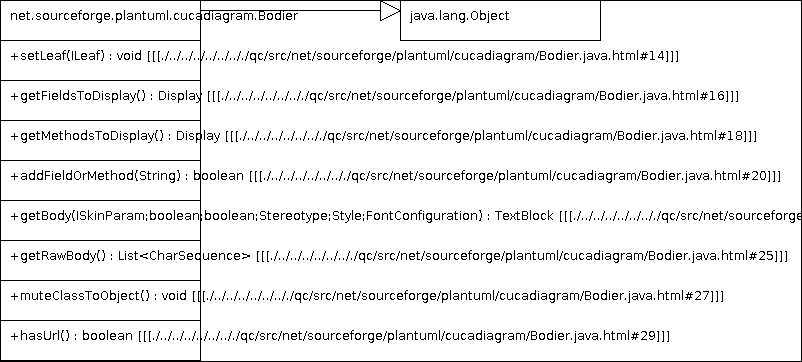 net.sourceforge.plantuml.cucadiagram.Bodier
java.lang.Object
+setLeaf(ILeaf) : void [[[./../../../../../../../qc/src/net/sourceforge/plantuml/cucadiagram/Bodier.java.html#14]]]
+getFieldsToDisplay() : Display [[[./../../../../../../../qc/src/net/sourceforge/plantuml/cucadiagram/Bodier.java.html#16]]]
+getMethodsToDisplay() : Display [[[./../../../../../../../qc/src/net/sourceforge/plantuml/cucadiagram/Bodier.java.html#18]]]
+addFieldOrMethod(String) : boolean [[[./../../../../../../../qc/src/net/sourceforge/plantuml/cucadiagram/Bodier.java.html#20]]]
+getBody(ISkinParam;boolean;boolean;Stereotype;Style;FontConfiguration) : TextBlock [[[./../../../../../../../qc/src/net/sourceforge
+getRawBody() : List<CharSequence> [[[./../../../../../../../qc/src/net/sourceforge/plantuml/cucadiagram/Bodier.java.html#25]]]
+muteClassToObject() : void [[[./../../../../../../../qc/src/net/sourceforge/plantuml/cucadiagram/Bodier.java.html#27]]]
+hasUrl() : boolean [[[./../../../../../../../qc/src/net/sourceforge/plantuml/cucadiagram/Bodier.java.html#29]]]